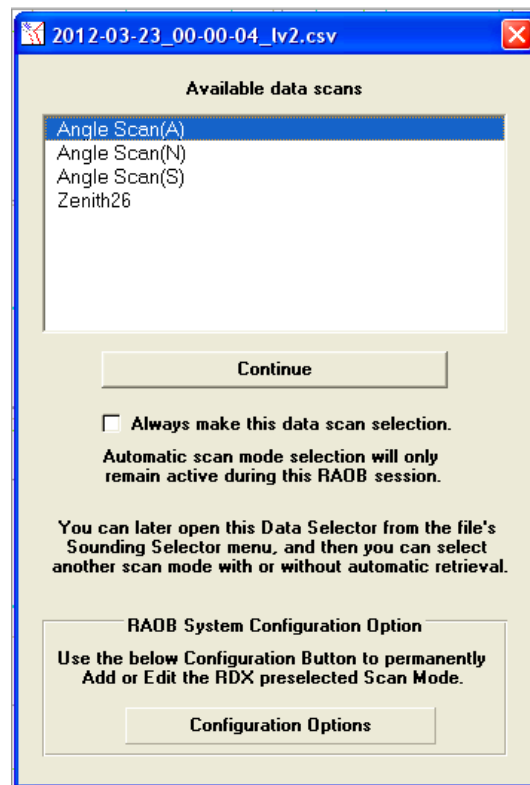 2012-03-23_00-00-04_lv2.csv
Available data scans
Angle Scan(A)
Angle Scan(N)
Angle Scan(S)
Zenith26
Continue
Always make this data scan selection.
Automatic scan mode selection will only
remain active during this RAOB session.
You can later open this Data Selector from the file's
Sounding Selector menu, and then you can select
another scan mode with or without automatic retrieval.
RAOB System Configuration Option
Use the below Configuration Button to permanently
Add or Edit the RDX preselected Scan Mode.
Configuration Options